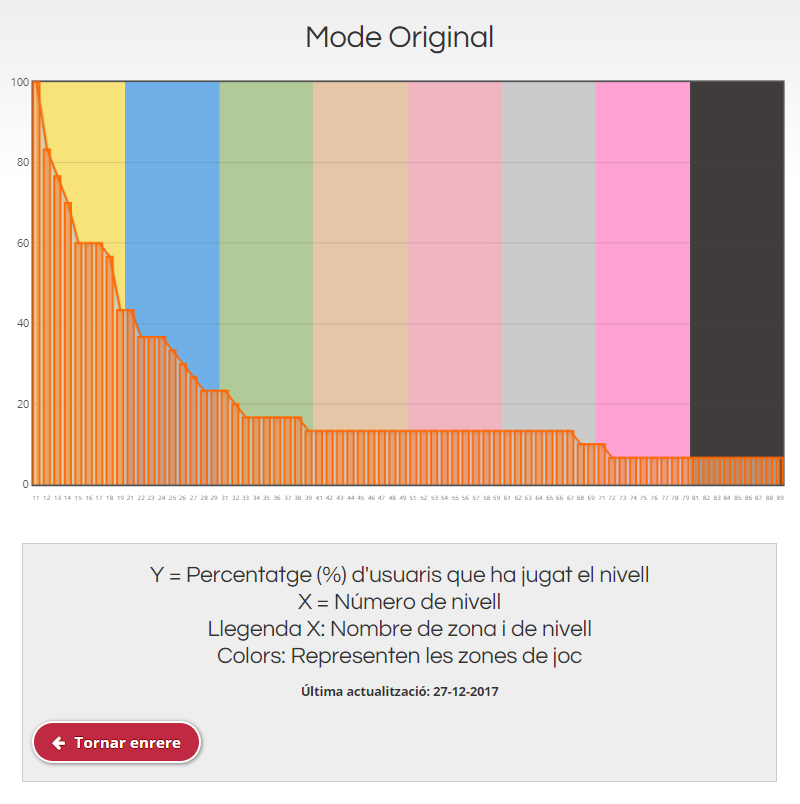 Mode Original
100
80
60
40
20
0
11 12 13 14 15 16 17 18 19 21 22 23 24 25 26 27 28 29 31 32 33 34 35 36 37 38 39 41 42 43 44 45 46 47 48 49 51 52 53 54 55 56 57 58 59 61 62 63 64 65 66 67 68 69 71 72 73 74 75 76 77 78 79 81 82 83 84 85 86 87 88 89
Y = Percentatge (%) d'usuaris que ha jugat el nivell
X = Número de nivell
Llegenda X: Nombre de zona i de nivell
Colors: Representen les zones de joc
Última actualització: 27-12-2017
Tornar enrere